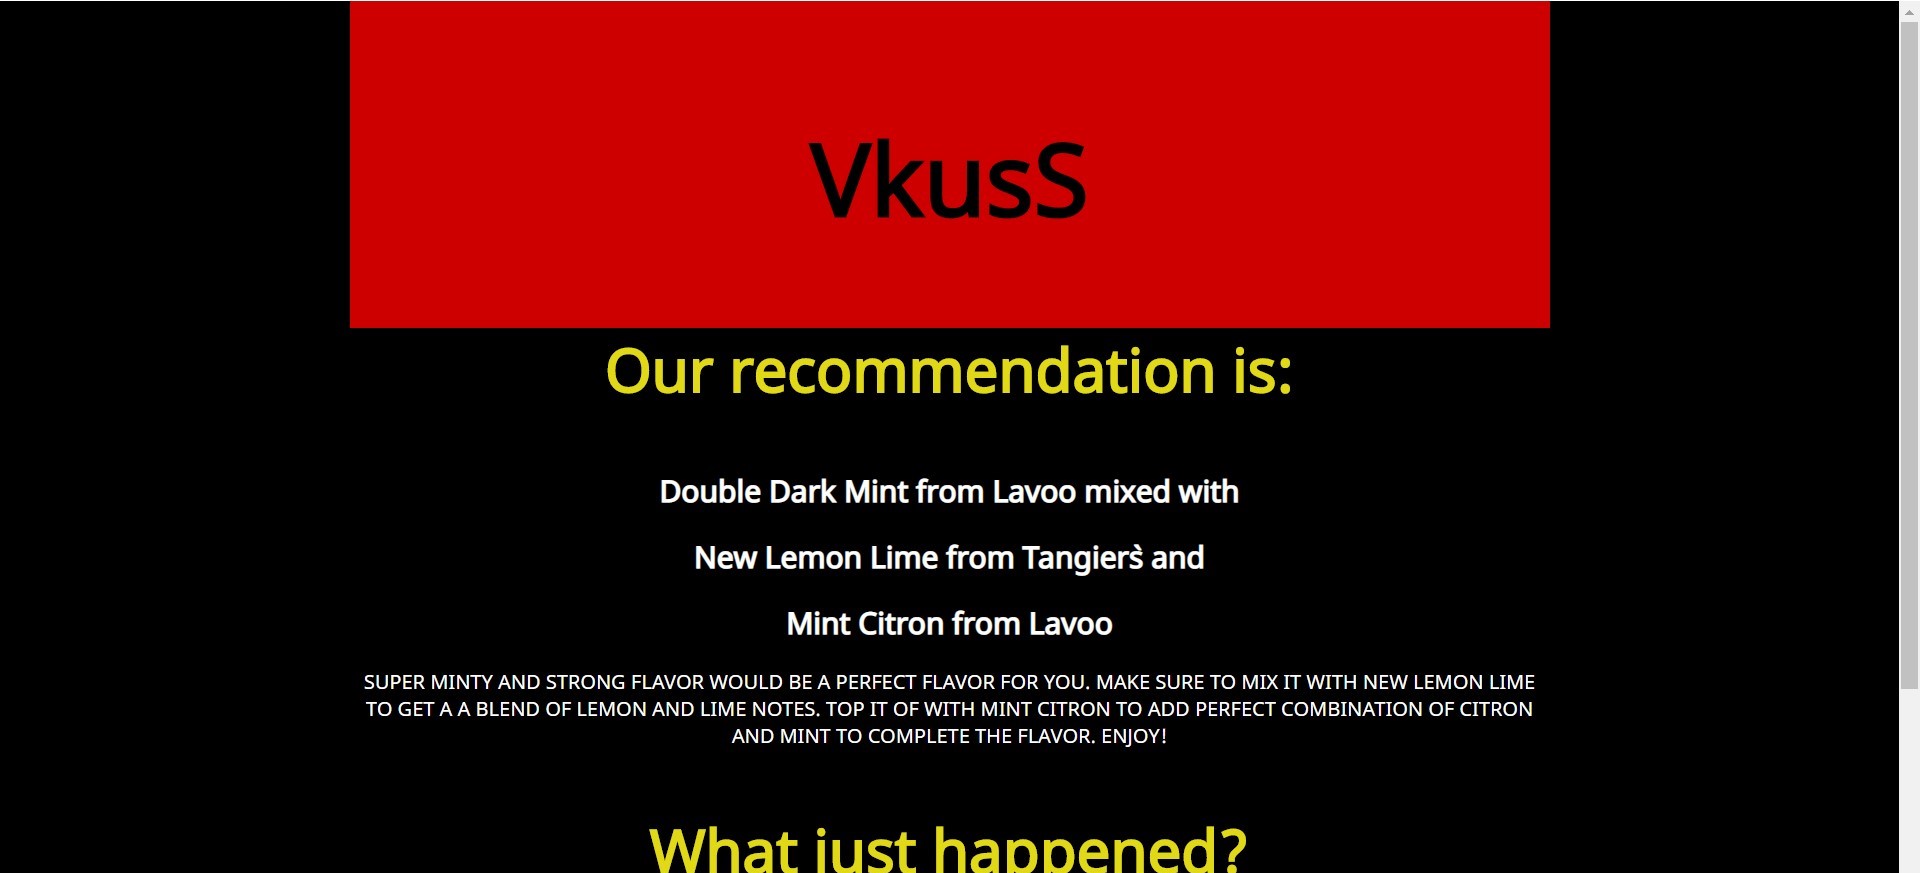 VkusS
Our recommendation is:
Double Dark Mint from Lavoo mixed with
New Lemon Lime from Tangiers̀ and
Mint Citron from Lavoo
SUPER MINTY AND STRONG FLAVOR WOULD BE A PERFECT FLAVOR FOR YOU. MAKE SURE TO MIX IT WITH NEW LEMON LIME
TO GET A A BLEND OF LEMON AND LIME NOTES. TOP IT OF WITH MINT CITRON TO ADD PERFECT COMBINATION OF CITRON
AND MINT TO COMPLETE THE FLAVOR. ENJOY!
What just happened?